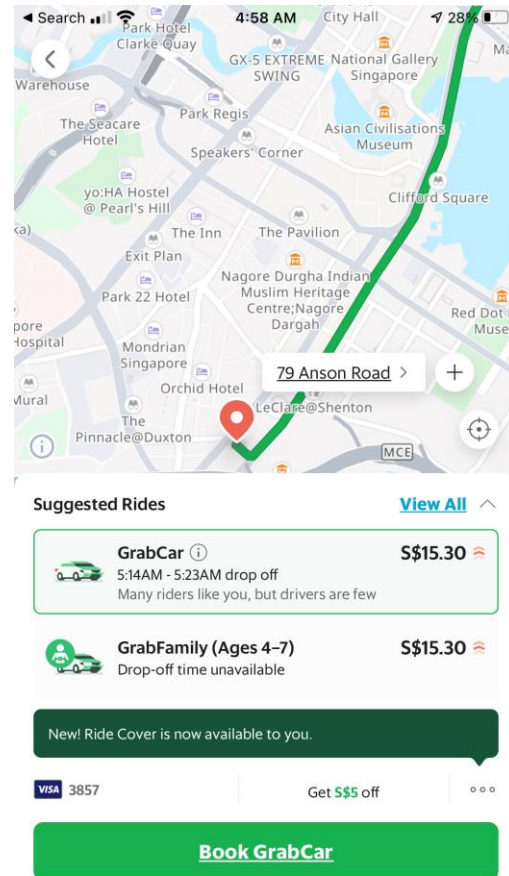 ◀ Search
4:58 AM
28%
City Hall
Park Hotel
Clarke Quay
GX-5 EXTREME
SWING
National Gallery
Singapore
Ma
Warehouse
The Seacare
Hotel
Park Regis
Asian Civilisations
Museum
Speakers' Corner
yo:HA Hostel
@ Pearl's Hill
Clifford Square
ka)
The Inn
The Pavilion
Exit Plan
Nagore Durgha Indian
Muslim Heritage
Centre;Nagore
Dargah
Park 22 Hotel
Red Dot
Muse
pore
Hospital
Mondrian
Singapore
79 Anson Road >
+
Orchid Hotel
Mural
LeClare@Shenton
The
Pinnacle@Duxton
MCE
Suggested Rides
View All
GrabCar
S$15.30
5:14AM - 5:23AM drop off
Many riders like you, but drivers are few
GrabFamily (Ages 4–7)
S$15.30
Drop-off time unavailable
New! Ride Cover is now available to you.
VISA 3857
Get S$5 off
Book GrabCar